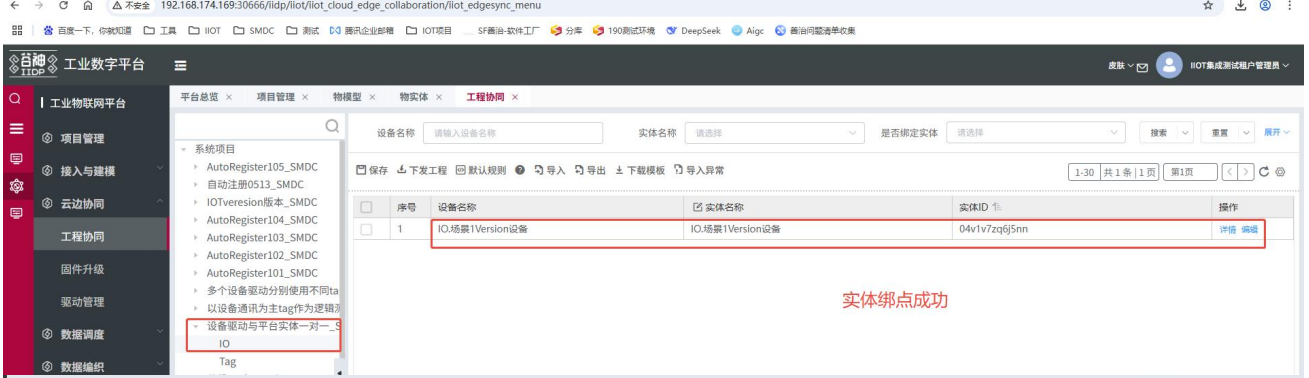 不安全 192.168.174.169:30666/iidp/iiot/iiot_cloud_edge_collaboration/iiot_edgesync_menu
百度一下，你就知道 工具 IIOT SMDC 测试 腾讯企业邮箱 IOT项目 SF善治-软件工厂 分库 190测试环境 DeepSeek Aigc 善治问题清单收集
谷神 IIDP 工业数字平台 皮肤 IIOT集成测试租户管理员
工业物联网平台 平台总览 × 项目管理 × 物模型 × 物实体 × 工程协同 ×
项目管理
接入与建模
云边协同
工程协同
固件升级
驱动管理
数据调度
数据编织
系统项目
AutoRegister105_SMDC
自动注册0513_SMDC
IOTveresion版本_SMDC
AutoRegister104_SMDC
AutoRegister103_SMDC
AutoRegister102_SMDC
AutoRegister101_SMDC
多个设备驱动分别使用不同ta
以设备通讯为主tag作为逻辑
设备驱动与平台实体一对一_S
IO
Tag
设备名称 请输入设备名称 实体名称 请选择 是否绑定实体 请选择 搜索 重置 展开
保存 下发工程 默认规则 导入 导出 下载模板 导入异常 1-30 共1条 1页 第1页
序号 设备名称 实体名称 实体ID 操作
1 IO.场景1Version设备 IO.场景1Version设备 04v1v7zq6j5nn 详情 编辑
实体绑点成功